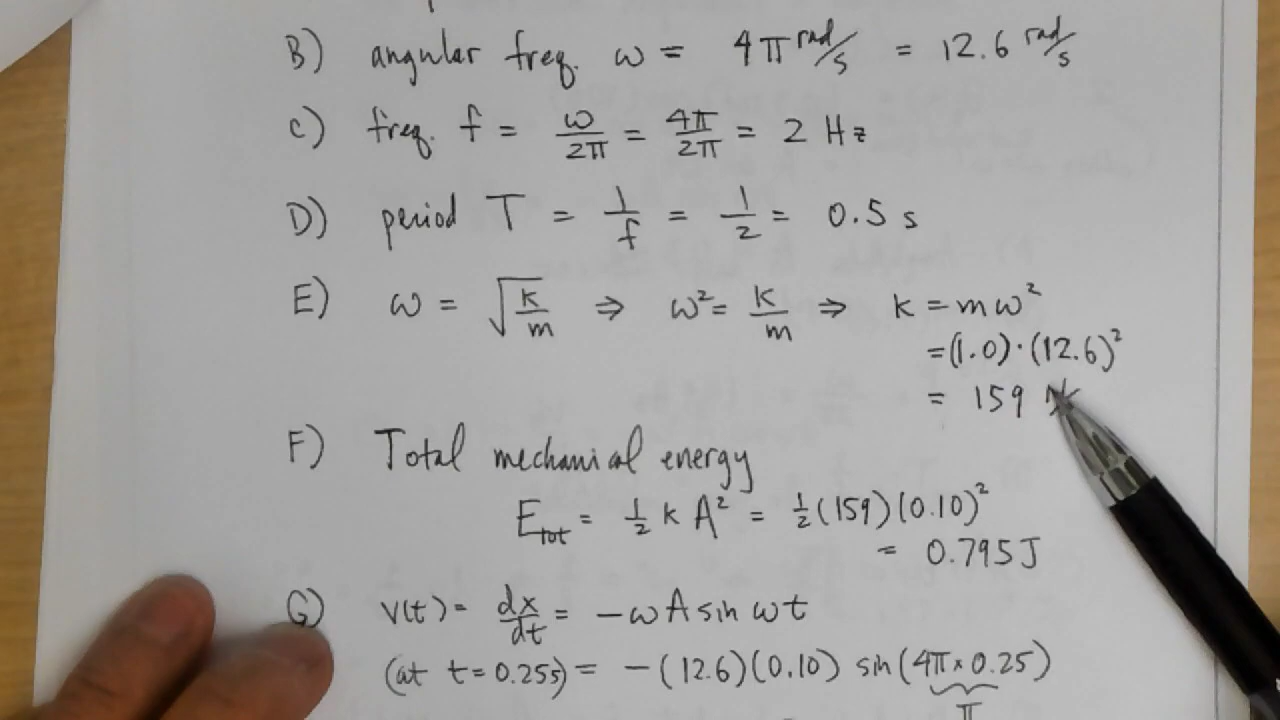 B) angular freq. ω = 4π rad/s = 12.6 rad/s
C) freq. f = ω/2π = 4π/2π = 2 Hz
D) period T = 1/f = 1/2 = 0.5 s
E) ω = √(k/m) ⇒ ω² = k/m ⇒ k = mω²
= (1.0)·(12.6)²
= 159
F) Total mechanical energy
E_tot = ½ k A² = ½ (159)(0.10)²
= 0.795 J
G) v(t) = dx/dt = −ωA sin ωt
(at t = 0.25s) = −(12.6)(0.10) sin(4π × 0.25)
π